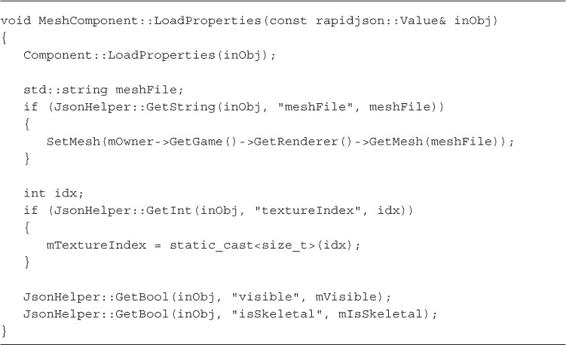 void MeshComponent::LoadProperties(const rapidjson::Value& inObj)
{
   Component::LoadProperties(inObj);

   std::string meshFile;
   if (JsonHelper::GetString(inObj, "meshFile", meshFile))
   {
      SetMesh(mOwner->GetGame()->GetRenderer()->GetMesh(meshFile));
   }

   int idx;
   if (JsonHelper::GetInt(inObj, "textureIndex", idx))
   {
      mTextureIndex = static_cast<size_t>(idx);
   }

   JsonHelper::GetBool(inObj, "visible", mVisible);
   JsonHelper::GetBool(inObj, "isSkeletal", mIsSkeletal);
}